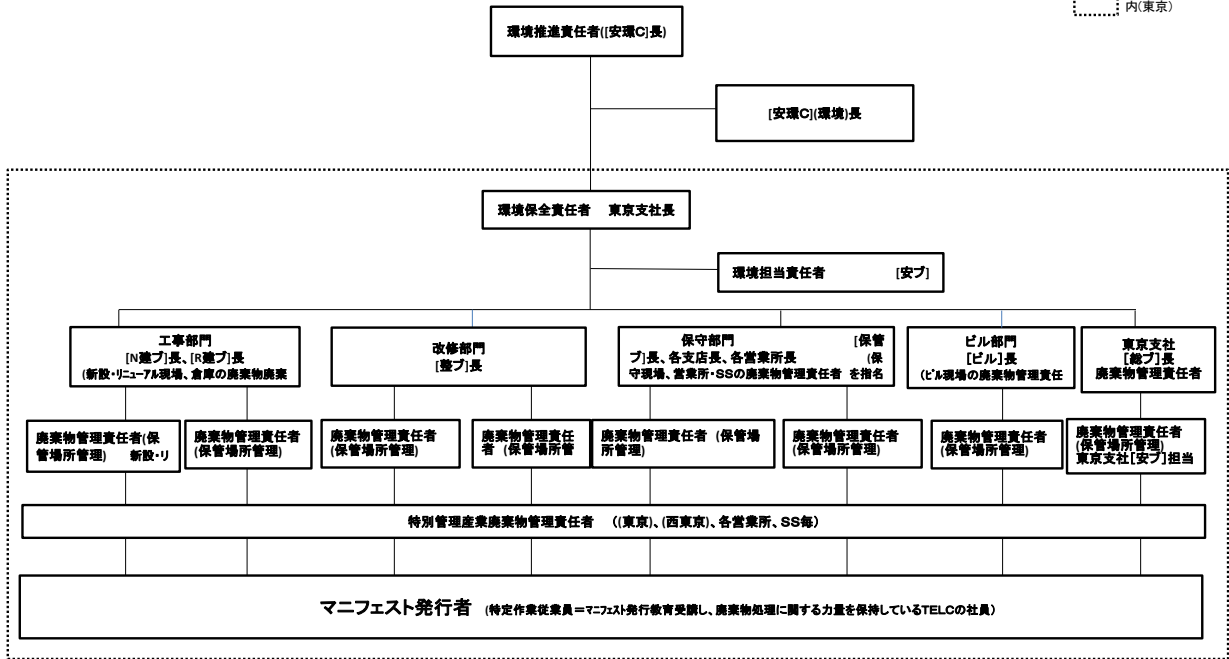 内(東京)
環境推進責任者([安環C]長)
[安環C](環境)長
環境保全責任者　東京支社長
環境担当責任者　　　　　[安ブ]
工事部門
[N建ブ]長、[R建ブ]長
(新設・リニューアル現場、倉庫の廃棄物廃棄
改修部門
[整ブ]長
保守部門　　　　　[保管
ブ]長、各支店長、各営業所長　　　　　(保
守現場、営業所・SSの廃棄物管理責任者 を指名
ビル部門
[ビル]長
(ビル現場の廃棄物管理責任
東京支社
[総ブ]長
廃棄物管理責任者
廃棄物管理責任者(保
管場所管理)　新設・リ
廃棄物管理責任者
(保管場所管理)
廃棄物管理責任者
(保管場所管理)
廃棄物管理責任
者 (保管場所管
廃棄物管理責任者 (保管場
所管理)
廃棄物管理責任者
(保管場所管理)
廃棄物管理責任者
(保管場所管理)
廃棄物管理責任者
(保管場所管理)
東京支社[安ブ]担当
特別管理産業廃棄物管理責任者　((東京)、(西東京)、各営業所、SS毎)
マニフェスト発行者 (特定作業従業員=マニフェスト発行教育受講し、廃棄物処理に関する力量を保持しているTELCの社員)